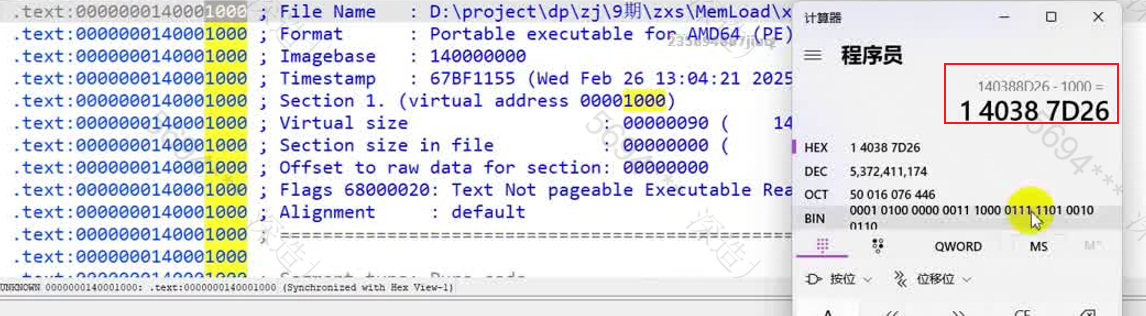 .text:0000000140001000 ; File Name   : D:\project\dp\zj\9期\zxs\MemLoad\x
.text:0000000140001000 ; Format      : Portable executable for AMD64 (PE)
.text:0000000140001000 ; Imagebase   : 140000000
.text:0000000140001000 ; Timestamp   : 67BF1155 (Wed Feb 26 13:04:21 2025
.text:0000000140001000 ; Section 1. (virtual address 00001000)
.text:0000000140001000 ; Virtual size                  : 00000090 (    14
.text:0000000140001000 ; Section size in file          : 00000000 (
.text:0000000140001000 ; Offset to raw data for section: 00000000
.text:0000000140001000 ; Flags 68000020: Text Not pageable Executable Rea
.text:0000000140001000 ; Alignment     : default
.text:0000000140001000 ; ================================================
.text:0000000140001000
UNKNOWN 0000000140001000: .text:0000000140001000 (Synchronized with Hex View-1)
计算器
程序员
140388D26 - 1000 =
1 4038 7D26
HEX 1 4038 7D26
DEC 5,372,411,174
OCT 50 016 076 446
BIN 0001 0100 0000 0011 1000 0111 1101 0010
0110
QWORD MS
按位 位移位
深造
5694***
深造
5694***